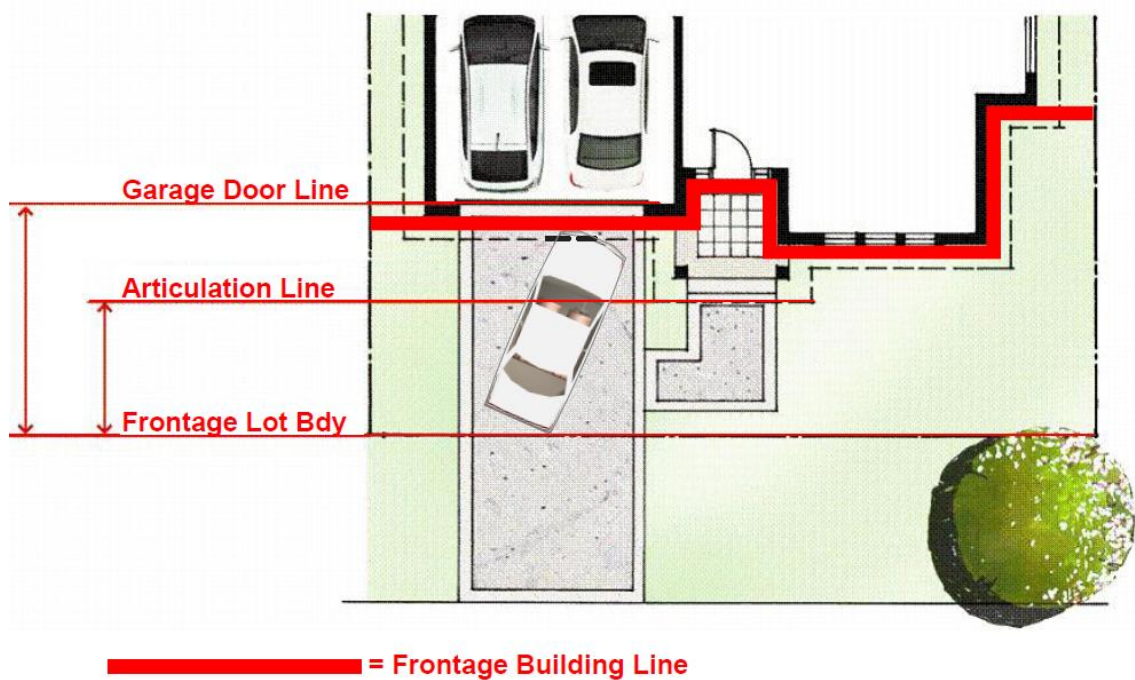 Garage Door Line
Articulation Line
Frontage Lot Bdy
= Frontage Building Line